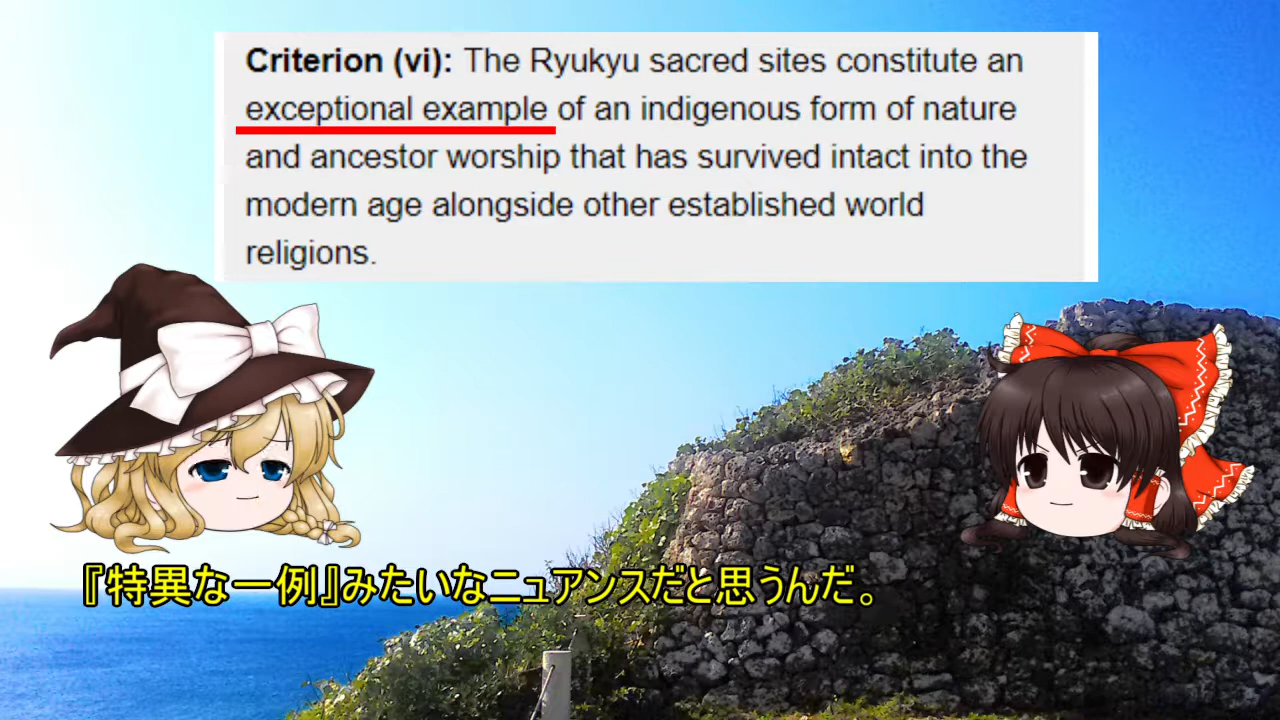 Criterion (vi): The Ryukyu sacred sites constitute an
exceptional example of an indigenous form of nature
and ancestor worship that has survived intact into the
modern age alongside other established world
religions.
『特異な一例』みたいなニュアンスだと思うんだ。